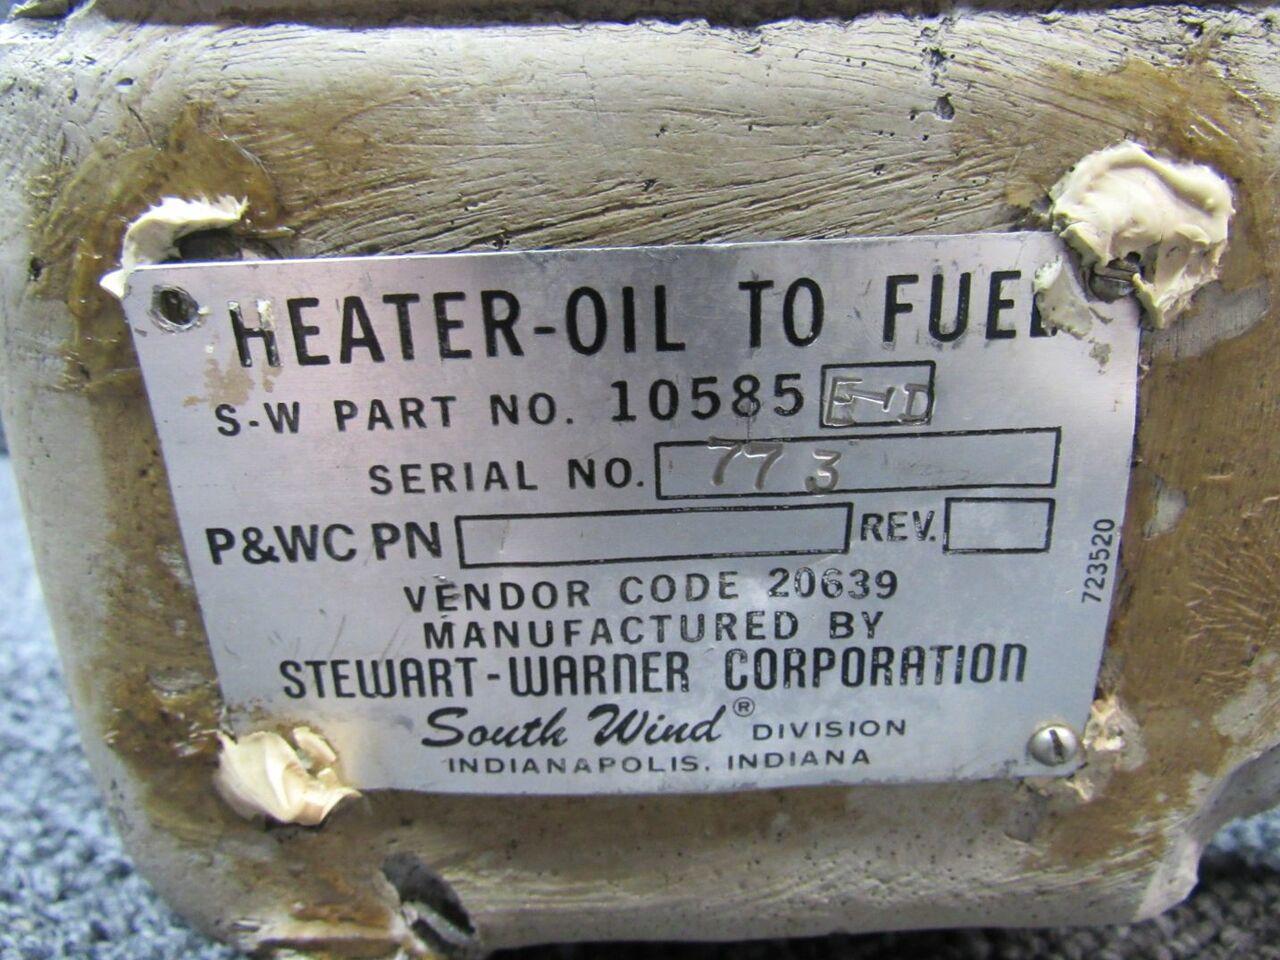 HEATER-OIL TO FUEL
S-W PART NO. 10585 E-D
SERIAL NO. 773
P&WC PN REV.
VENDOR CODE 20639
MANUFACTURED BY
STEWART-WARNER CORPORATION
South Wind® DIVISION
INDIANAPOLIS, INDIANA
723520